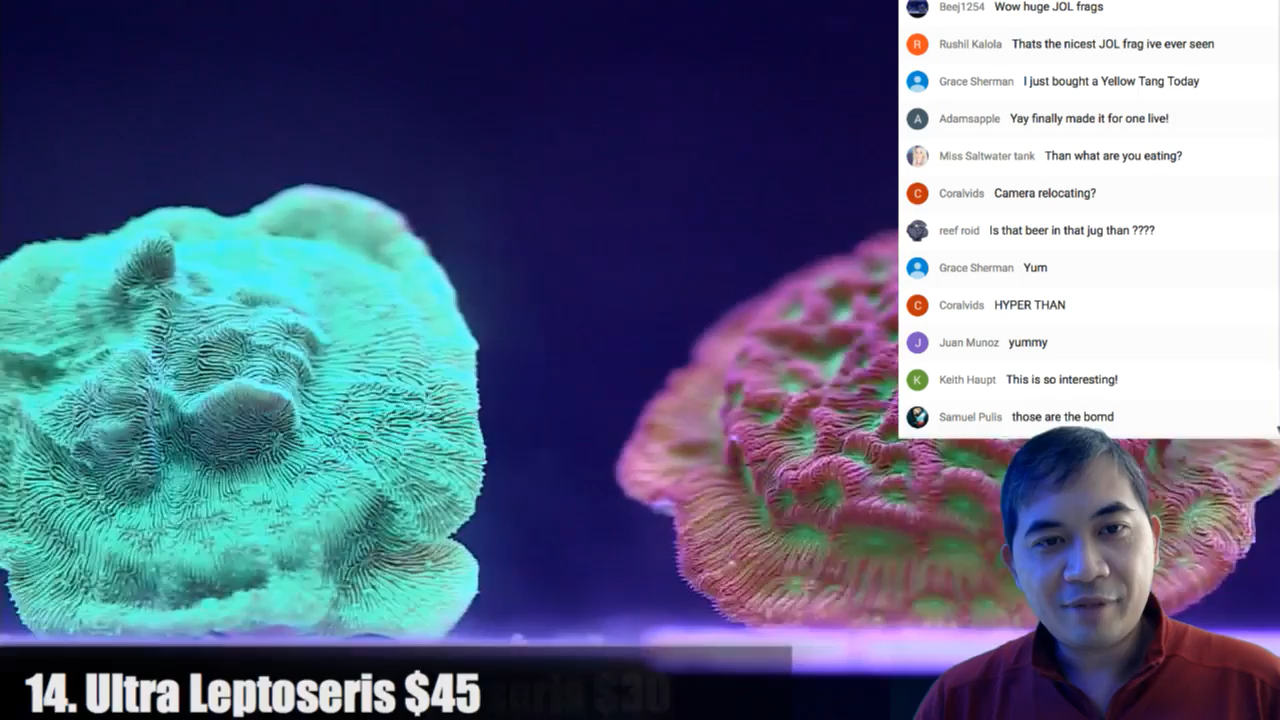 Beej1254 Wow huge JOL frags
R Rushil Kalola Thats the nicest JOL frag ive ever seen
Grace Sherman I just bought a Yellow Tang Today
A Adamsapple Yay finally made it for one live!
Miss Saltwater tank Than what are you eating?
C Coralvids Camera relocating?
reef roid Is that beer in that jug than ????
Grace Sherman Yum
C Coralvids HYPER THAN
J Juan Munoz yummy
K Keith Haupt This is so interesting!
Samuel Pulis those are the bomd
14. Ultra Leptoseris $45 $30